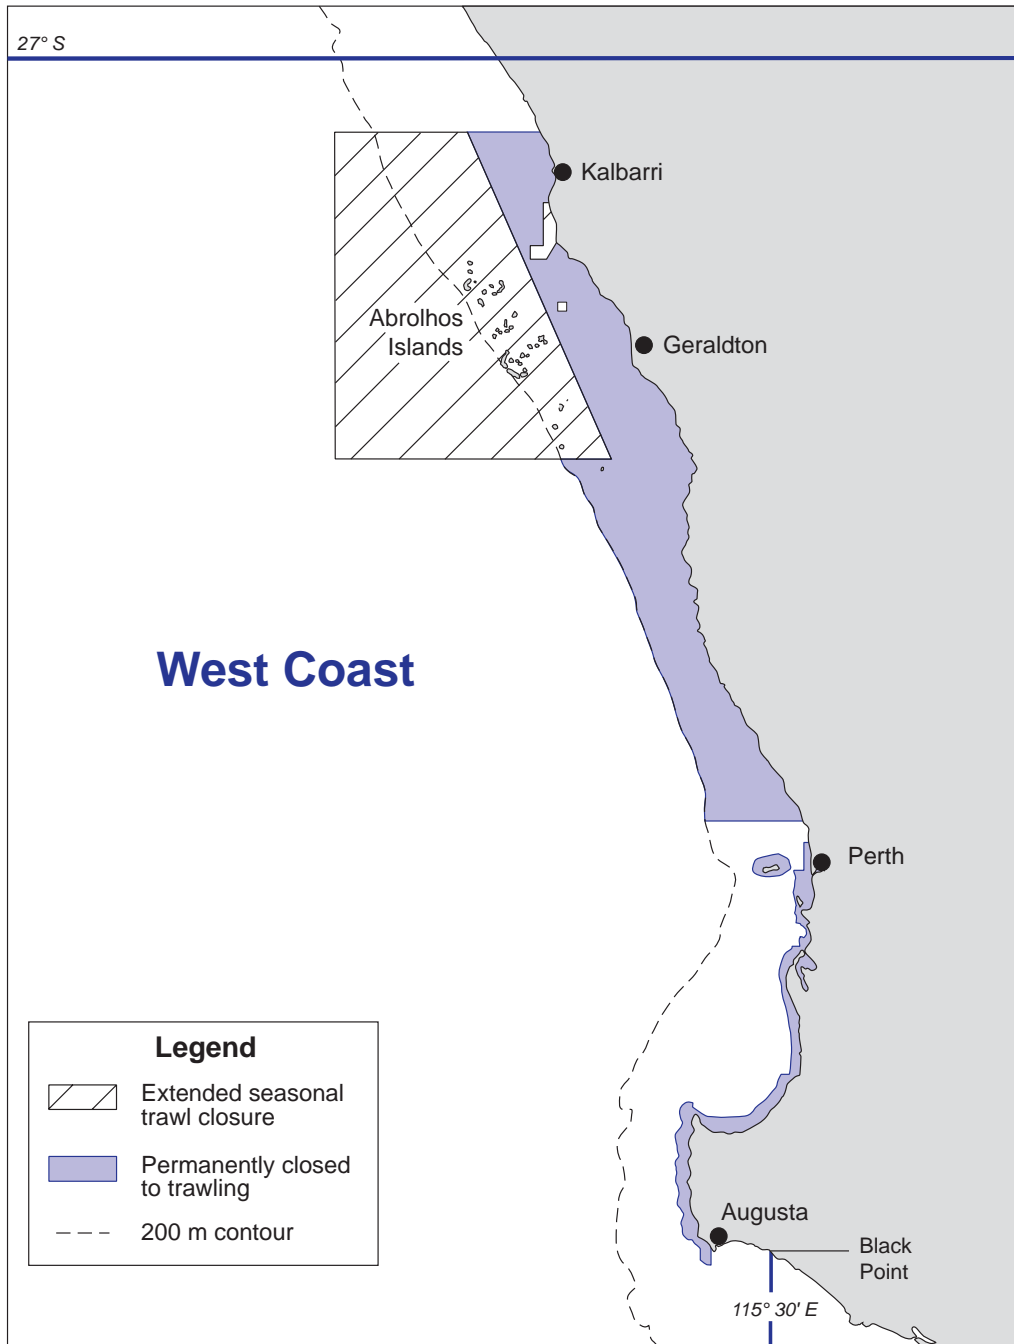 27° S
Kalbarri
Abrolhos
Islands
Geraldton
West Coast
Perth
Legend
Extended seasonal
trawl closure
Permanently closed
to trawling
200 m contour
Augusta
Black
Point
115° 30' E